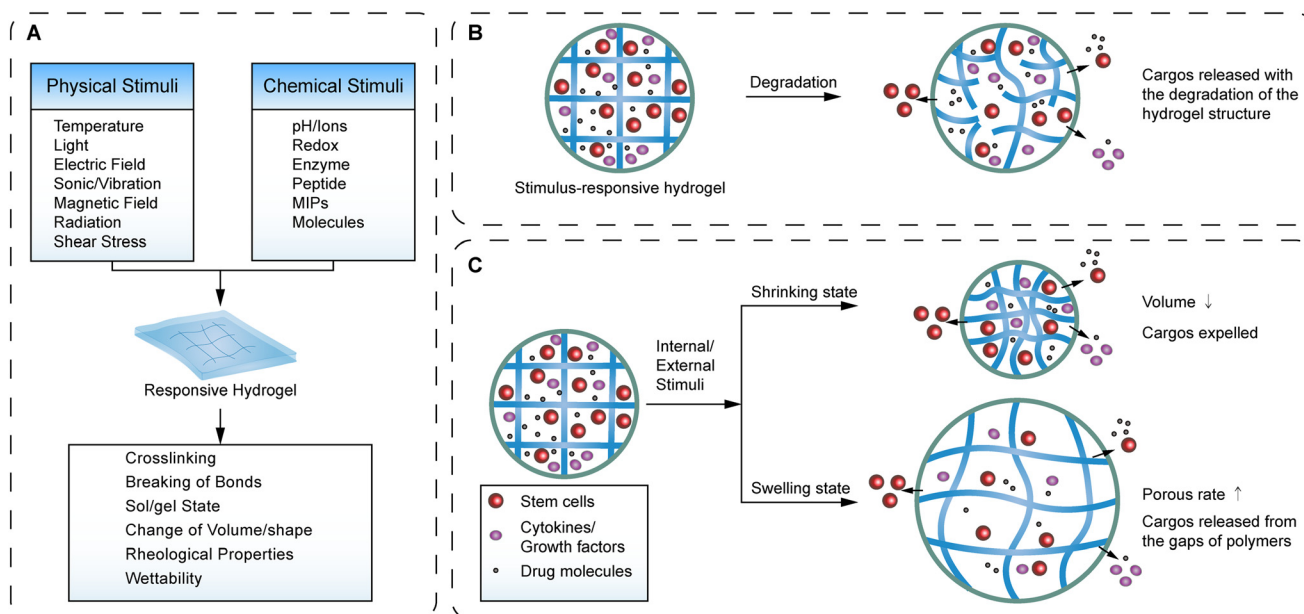 A
Physical Stimuli
Temperature
Light
Electric Field
Sonic/Vibration
Magnetic Field
Radiation
Shear Stress
Chemical Stimuli
pH/Ions
Redox
Enzyme
Peptide
MIPs
Molecules
Responsive Hydrogel
Crosslinking
Breaking of Bonds
Sol/gel State
Change of Volume/shape
Rheological Properties
Wettability
B
Stimulus-responsive hydrogel
Degradation
Cargos released with
the degradation of the
hydrogel structure
C
Internal/
External
Stimuli
Shrinking state
Volume ↓
Cargos expelled
Swelling state
Porous rate ↑
Cargos released from
the gaps of polymers
Stem cells
Cytokines/
Growth factors
Drug molecules